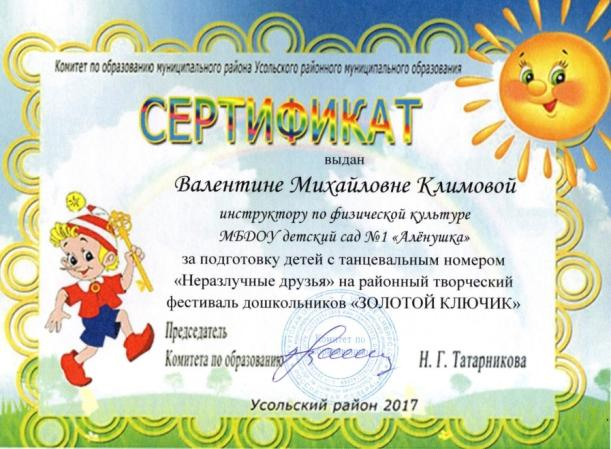 Комитет по образованию муниципального района Усольского районного муниципального образования
СЕРТИФИКАТ
выдан
Валентине Михайловне Климовой
инструктору по физической культуре
МБДОУ детский сад №1 «Алёнушка»
за подготовку детей с танцевальным номером
«Неразлучные друзья» на районный творческий
фестиваль дошкольников «ЗОЛОТОЙ КЛЮЧИК»
Председатель
Комитета по образованию Н. Г. Татарникова
Комитет по
Усольский район 2017